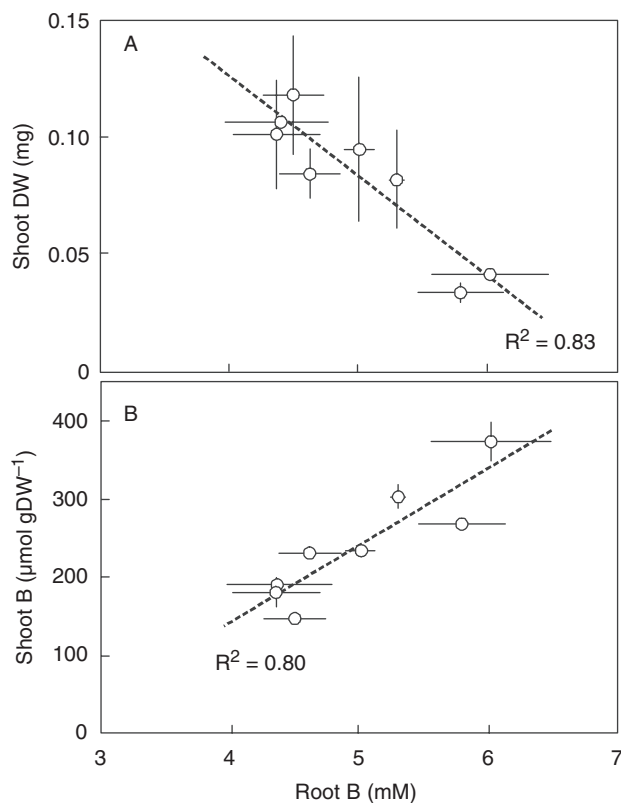 A
Shoot DW (mg)
0.15
0.10
0.05
0
R² = 0.83
B
Shoot B (µmol gDW⁻¹)
400
300
200
100
0
R² = 0.80
3 4 5 6 7
Root B (mM)